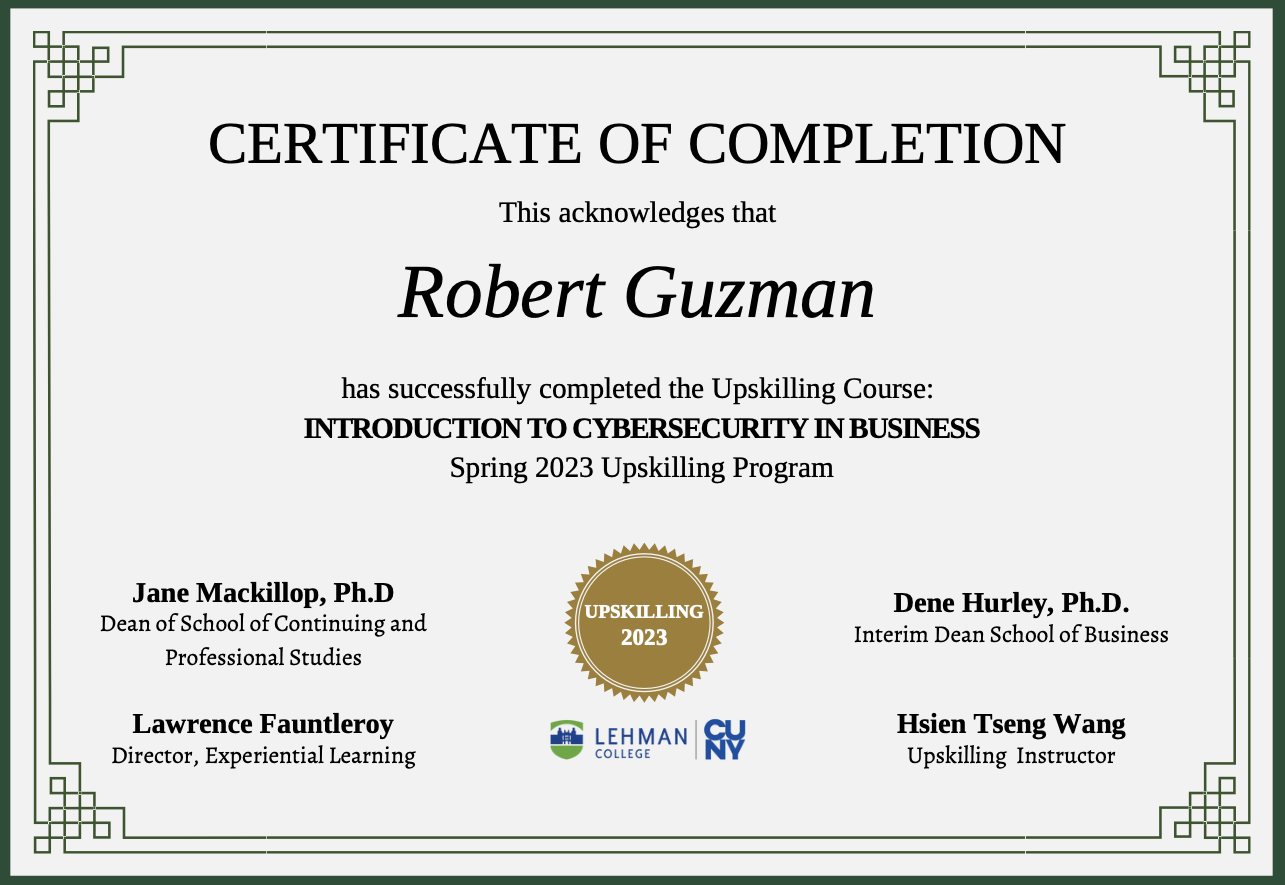 CERTIFICATE OF COMPLETION
This acknowledges that
Robert Guzman
has successfully completed the Upskilling Course:
INTRODUCTION TO CYBERSECURITY IN BUSINESS
Spring 2023 Upskilling Program
Jane Mackillop, Ph.D
Dean of School of Continuing and
Professional Studies
UPSKILLING
2023
Dene Hurley, Ph.D.
Interim Dean School of Business
Lawrence Fauntleroy
Director, Experiential Learning
LEHMAN
COLLEGE
CU
NY
Hsien Tseng Wang
Upskilling Instructor